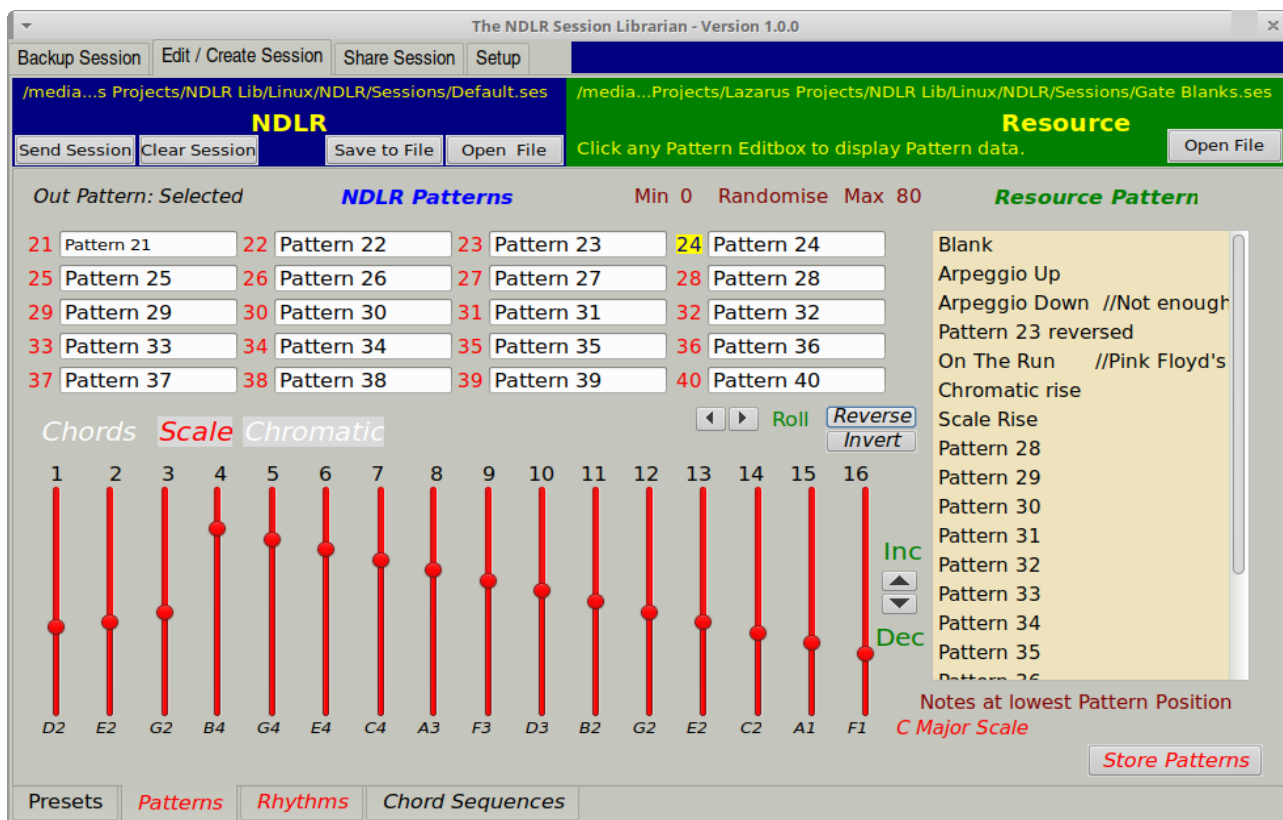 The NDLR Session Librarian - Version 1.0.0
Backup Session Edit / Create Session Share Session Setup
/media...s Projects/NDLR Lib/Linux/NDLR/Sessions/Default.ses /media...Projects/Lazarus Projects/NDLR Lib/Linux/NDLR/Sessions/Gate Blanks.ses
NDLR Resource
Send Session Clear Session Save to File Open File Click any Pattern Editbox to display Pattern data. Open File
Out Pattern: Selected NDLR Patterns Min 0 Randomise Max 80 Resource Pattern
21 Pattern 21 22 Pattern 22 23 Pattern 23 24 Pattern 24
25 Pattern 25 26 Pattern 26 27 Pattern 27 28 Pattern 28
29 Pattern 29 30 Pattern 30 31 Pattern 31 32 Pattern 32
33 Pattern 33 34 Pattern 34 35 Pattern 35 36 Pattern 36
37 Pattern 37 38 Pattern 38 39 Pattern 39 40 Pattern 40
Blank
Arpeggio Up
Arpeggio Down //Not enough
Pattern 23 reversed
On The Run //Pink Floyd's
Chromatic rise
Scale Rise
Pattern 28
Pattern 29
Pattern 30
Pattern 31
Pattern 32
Pattern 33
Pattern 34
Pattern 35
Pattern 36
Roll Reverse
Invert
Chords Scale Chromatic
1 2 3 4 5 6 7 8 9 10 11 12 13 14 15 16
Inc
Dec
D2 E2 G2 B4 G4 E4 C4 A3 F3 D3 B2 G2 E2 C2 A1 F1
Notes at lowest Pattern Position
C Major Scale
Store Patterns
Presets Patterns Rhythms Chord Sequences